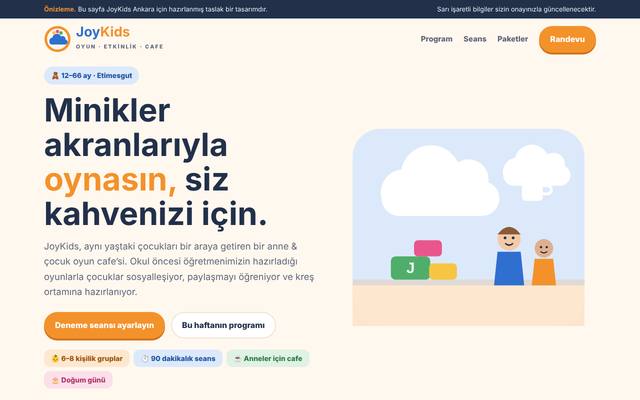 Önizleme. Bu sayfa JoyKids Ankara için hazırlanmış taslak bir tasarımdır.
Sarı işaretli bilgiler sizin onayınızla güncellenecektir.
JoyKids
OYUN · ETKİNLİK · CAFE
Program
Seans
Paketler
Randevu
12–66 ay · Etimesgut
Minikler
akranlarıyla
oynasın, siz
kahvenizi için.
JoyKids, aynı yaştaki çocukları bir araya getiren bir anne &
çocuk oyun cafe'si. Okul öncesi öğretmenimizin hazırladığı
oyunlarla çocuklar sosyalleşiyor, paylaşmayı öğreniyor ve kreş
ortamına hazırlanıyor.
Deneme seansı ayarlayın
Bu haftanın programı
6–8 kişilik gruplar
90 dakikalık seans
Anneler için cafe
Doğum günü
J